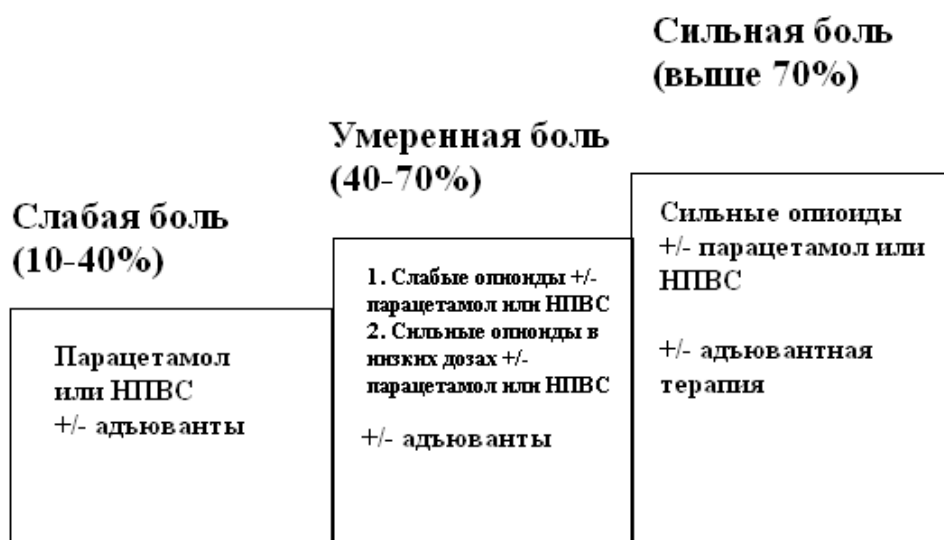 Слабая боль
(10-40%)
Парацетамол
или НПВС
+/- адъюванты
Умеренная боль
(40-70%)
1. Слабые опиоиды +/-
парацетамол или НПВС
2. Сильные опиоиды в
низких дозах +/-
парацетамол или НПВС
+/- адъюванты
Сильная боль
(выше 70%)
Сильные опиоиды
+/- парацетамол или
НПВС
+/- адъювантная
терапия